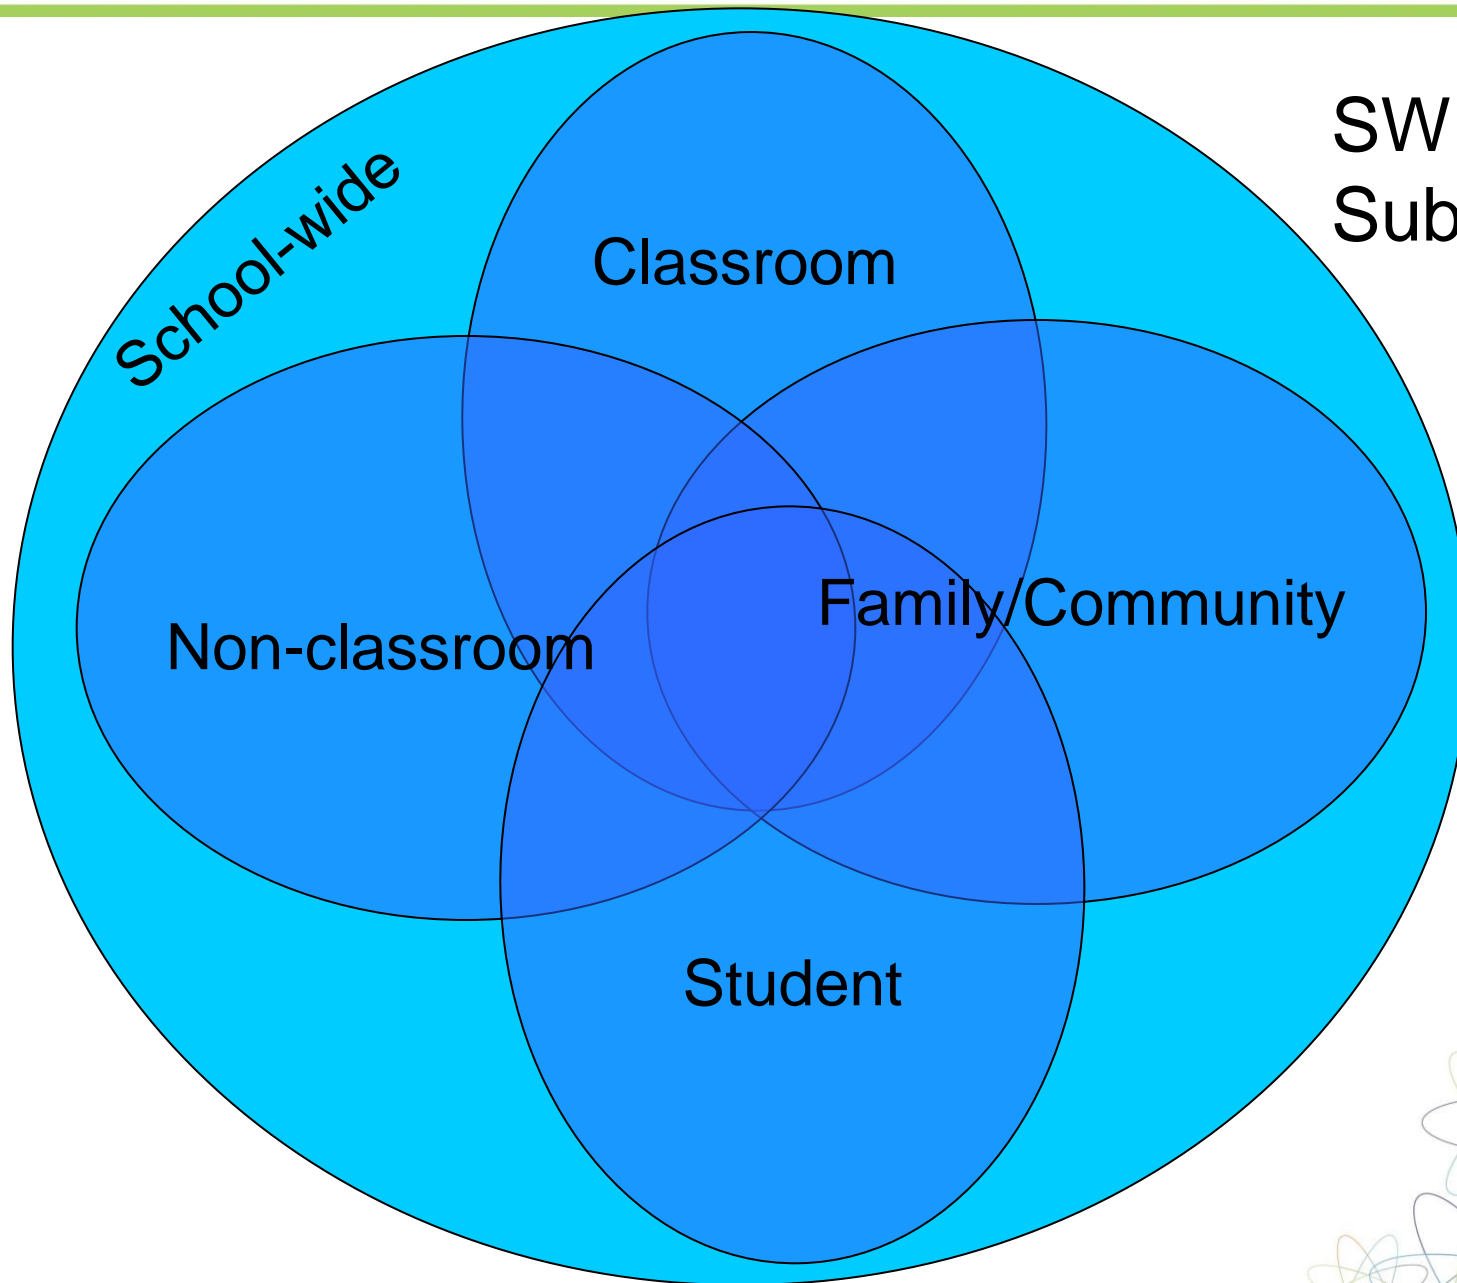 SW
Sub
School-wide
Classroom
Family/Community
Non-classroom
Student